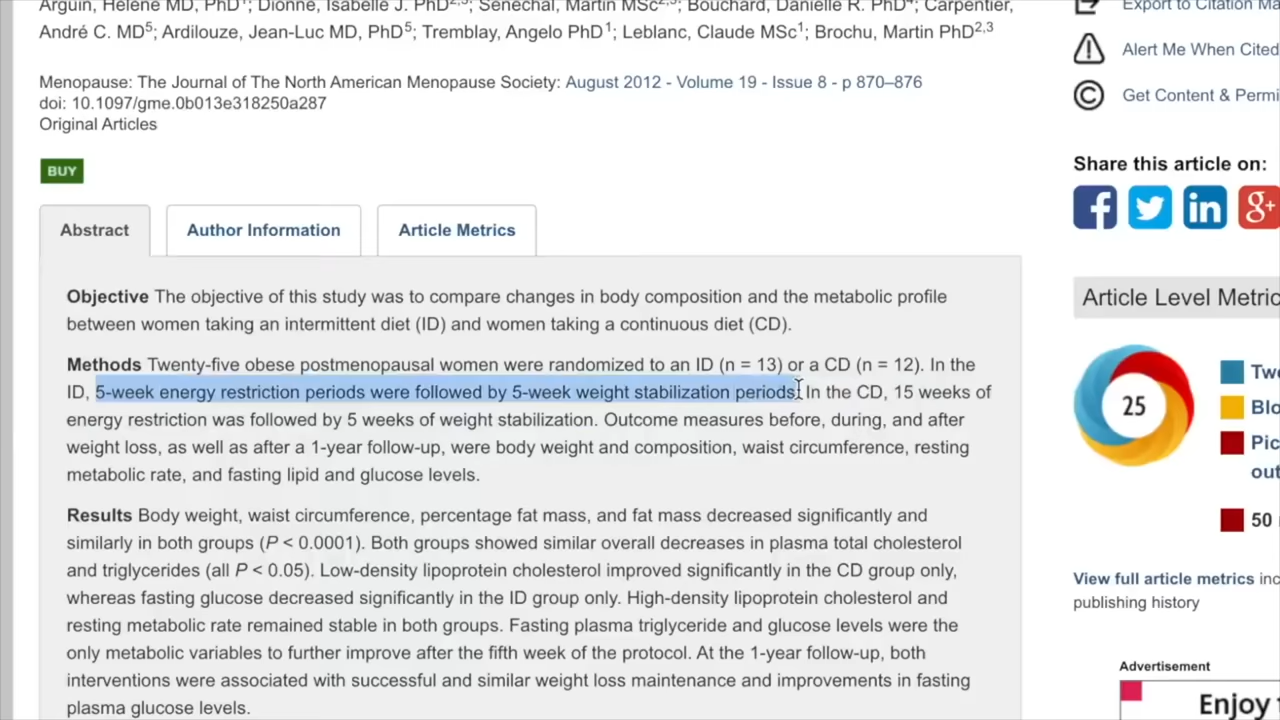 Arguin, Hélène MD, PhD1; Dionne, Isabelle J. PhD2,3; Sénéchal, Martin MSc2,3; Bouchard, Danielle R. PhD4; Carpentier,
André C. MD5; Ardilouze, Jean-Luc MD, PhD5; Tremblay, Angelo PhD1; Leblanc, Claude MSc1; Brochu, Martin PhD2,3
Menopause: The Journal of The North American Menopause Society: August 2012 - Volume 19 - Issue 8 - p 870–876
doi: 10.1097/gme.0b013e318250a287
Original Articles
BUY
Abstract
Author Information
Article Metrics
Objective The objective of this study was to compare changes in body composition and the metabolic profile
between women taking an intermittent diet (ID) and women taking a continuous diet (CD).
Methods Twenty-five obese postmenopausal women were randomized to an ID (n = 13) or a CD (n = 12). In the
ID, 5-week energy restriction periods were followed by 5-week weight stabilization periods. In the CD, 15 weeks of
energy restriction was followed by 5 weeks of weight stabilization. Outcome measures before, during, and after
weight loss, as well as after a 1-year follow-up, were body weight and composition, waist circumference, resting
metabolic rate, and fasting lipid and glucose levels.
Results Body weight, waist circumference, percentage fat mass, and fat mass decreased significantly and
similarly in both groups (P < 0.0001). Both groups showed similar overall decreases in plasma total cholesterol
and triglycerides (all P < 0.05). Low-density lipoprotein cholesterol improved significantly in the CD group only,
whereas fasting glucose decreased significantly in the ID group only. High-density lipoprotein cholesterol and
resting metabolic rate remained stable in both groups. Fasting plasma triglyceride and glucose levels were the
only metabolic variables to further improve after the fifth week of the protocol. At the 1-year follow-up, both
interventions were associated with successful and similar weight loss maintenance and improvements in fasting
plasma glucose levels.
Export to Citation Ma
Alert Me When Cited
Get Content & Permi
Share this article on:
Article Level Metric
25
Twe
Blo
Pic
out
50
View full article metrics inc
publishing history
Advertisement
Enjoy